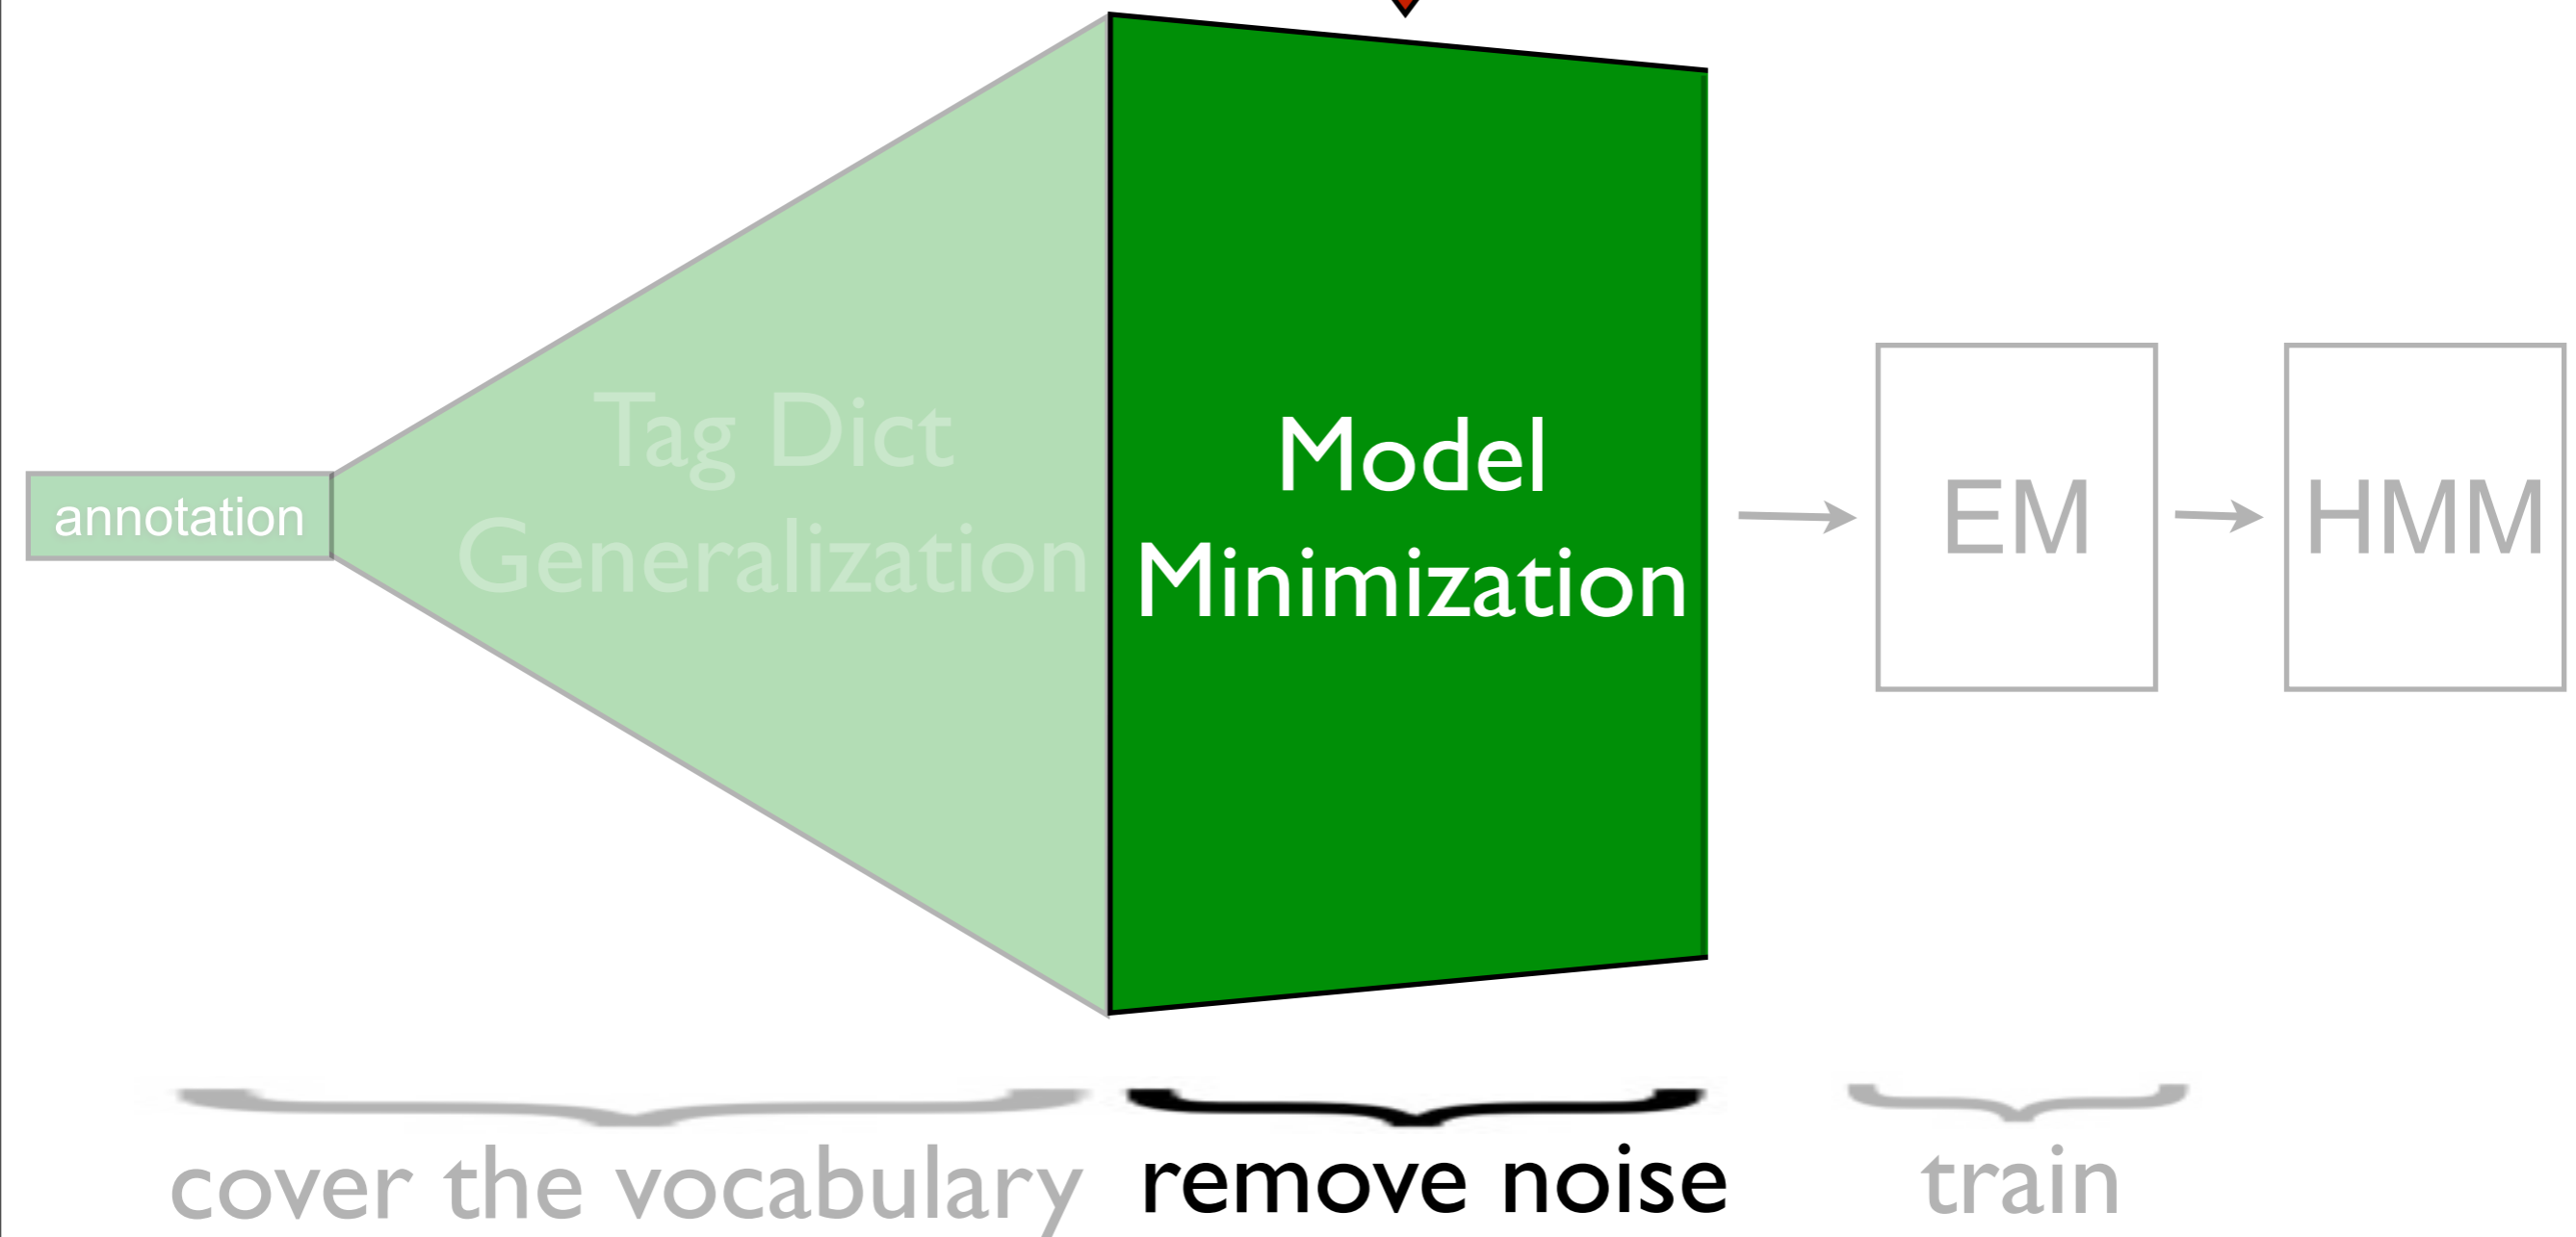 annotation
Tag Dict
Generalization
Model
Minimization
EM
HMM
cover the vocabulary
remove noise
train